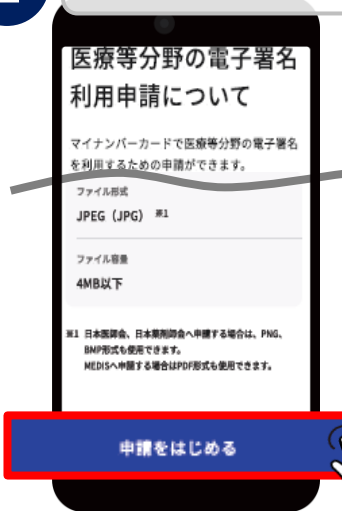 医療等分野の電子署名
利用申請について
マイナンバーカードで医療等分野の電子署名
を利用するための申請ができます。
ファイル形式
JPEG（JPG） ※1
ファイル容量
4MB以下
※1 日本医師会、日本薬剤師会へ申請する場合は、PNG、
BMP形式も使用できます。
MEDISへ申請する場合はPDF形式も使用できます。
申請をはじめる